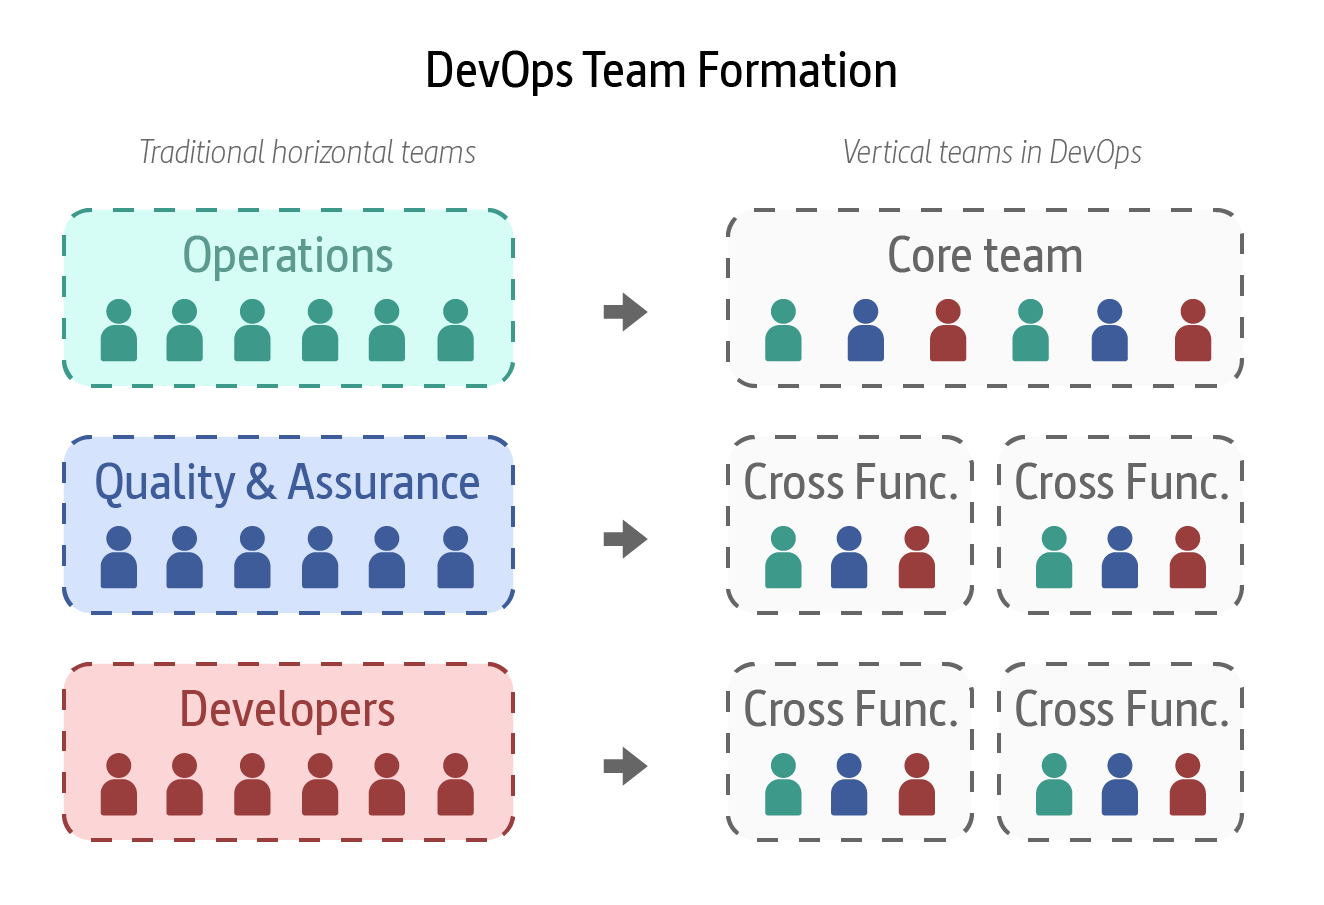 DevOps Team Formation
Traditional horizontal teams
Vertical teams in DevOps
Operations
Core team
Quality & Assurance
Cross Func.
Cross Func.
Developers
Cross Func.
Cross Func.